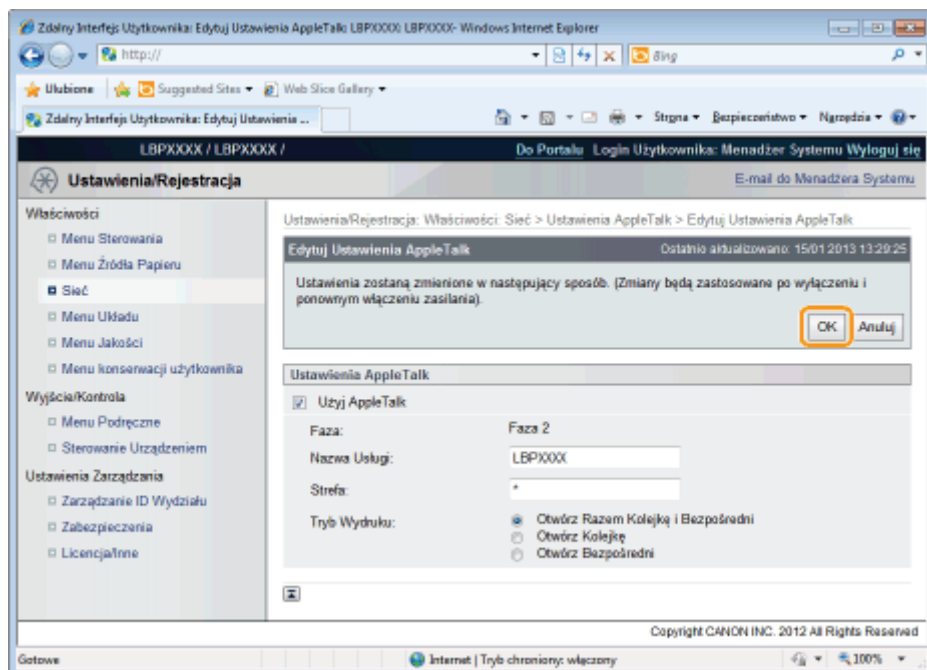 Zdalny Interfejs Użytkownika: Edytuj Ustawienia AppleTalk: LBPXXXX: LBPXXXX- Windows Internet Explorer
http://
Bing
Ulubione Suggested Sites Web Slice Gallery
Zdalny Interfejs Użytkownika: Edytuj Ustawienia ...
Strona Bezpieczeństwo Narzędzia
LBPXXXX / LBPXXXX /
Do Portalu Login Użytkownika: Menadżer Systemu Wyloguj się
Ustawienia/Rejestracja
E-mail do Menadżera Systemu
Właściwości
Menu Sterowania
Menu Źródła Papieru
Sieć
Menu Układu
Menu Jakości
Menu konserwacji użytkownika
Wyjście/Kontrola
Menu Podręczne
Sterowanie Urządzeniem
Ustawienia Zarządzania
Zarządzanie ID Wydziału
Zabezpieczenia
Licencja/Inne
Ustawienia/Rejestracja: Właściwości: Sieć > Ustawienia AppleTalk > Edytuj Ustawienia AppleTalk
Edytuj Ustawienia AppleTalk
Ostatnio aktualizowano: 15/01 2013 13:29:25
Ustawienia zostaną zmienione w następujący sposób. (Zmiany będą zastosowane po wyłączeniu i
ponownym włączeniu zasilania).
OK Anuluj
Ustawienia AppleTalk
Użyj AppleTalk
Faza: Faza 2
Nazwa Usługi: LBPXXXX
Strefa: *
Tryb Wydruku: Otwórz Razem Kolejkę i Bezpośredni
Otwórz Kolejkę
Otwórz Bezpośredni
Copyright CANON INC. 2012 All Rights Reserved
Gotowe
Internet | Tryb chroniony: włączony
100%